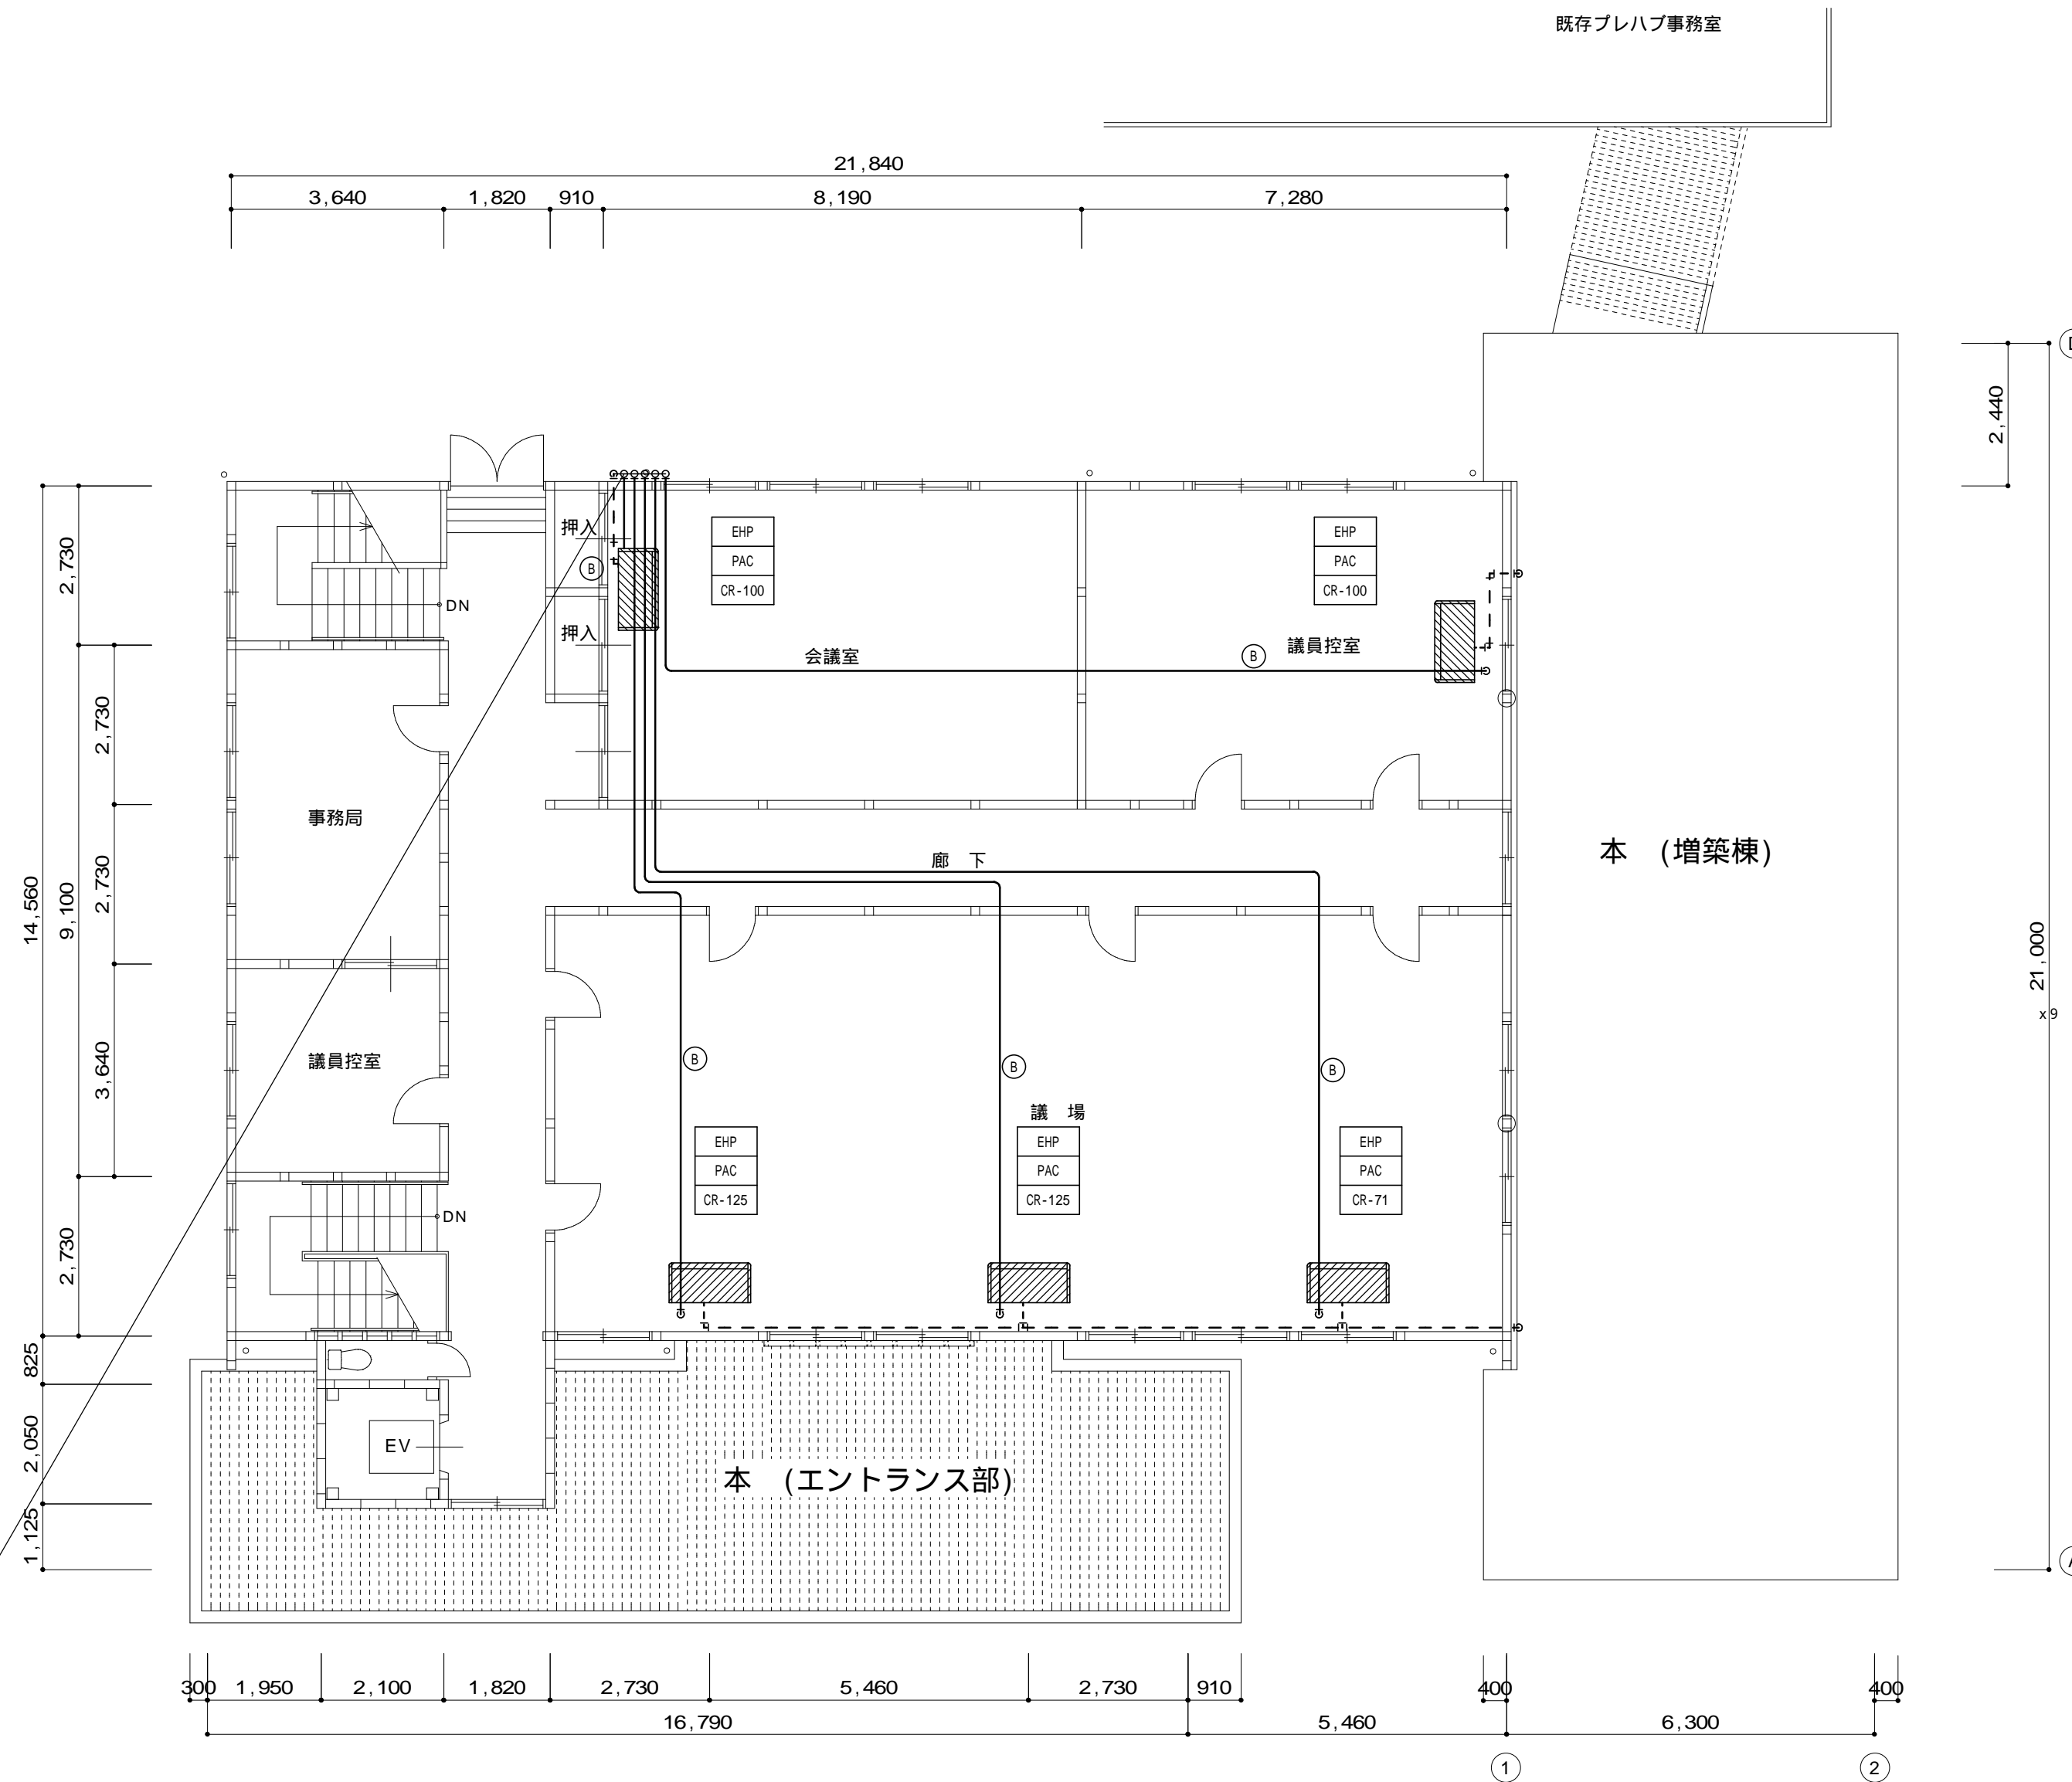 既存プレハブ事務室
21,840
3,640 1,820 910 8,190 7,280
2,440
EHP
PAC
CR-100
EHP
PAC
CR-100
押入
B
押入
DN
会議室
B
議員控室
2,730
2,730
2,730
3,640
2,730
9,100
14,560
825
2,050
1,125
事務局
廊 下
本 (増築棟)
21,000
x9
議員控室
B
B
B
議 場
EHP
PAC
CR-125
EHP
PAC
CR-125
EHP
PAC
CR-71
DN
EV
本 (エントランス部)
300 1,950 2,100 1,820 2,730 5,460 2,730 910 400 400
16,790 5,460 6,300
1 2